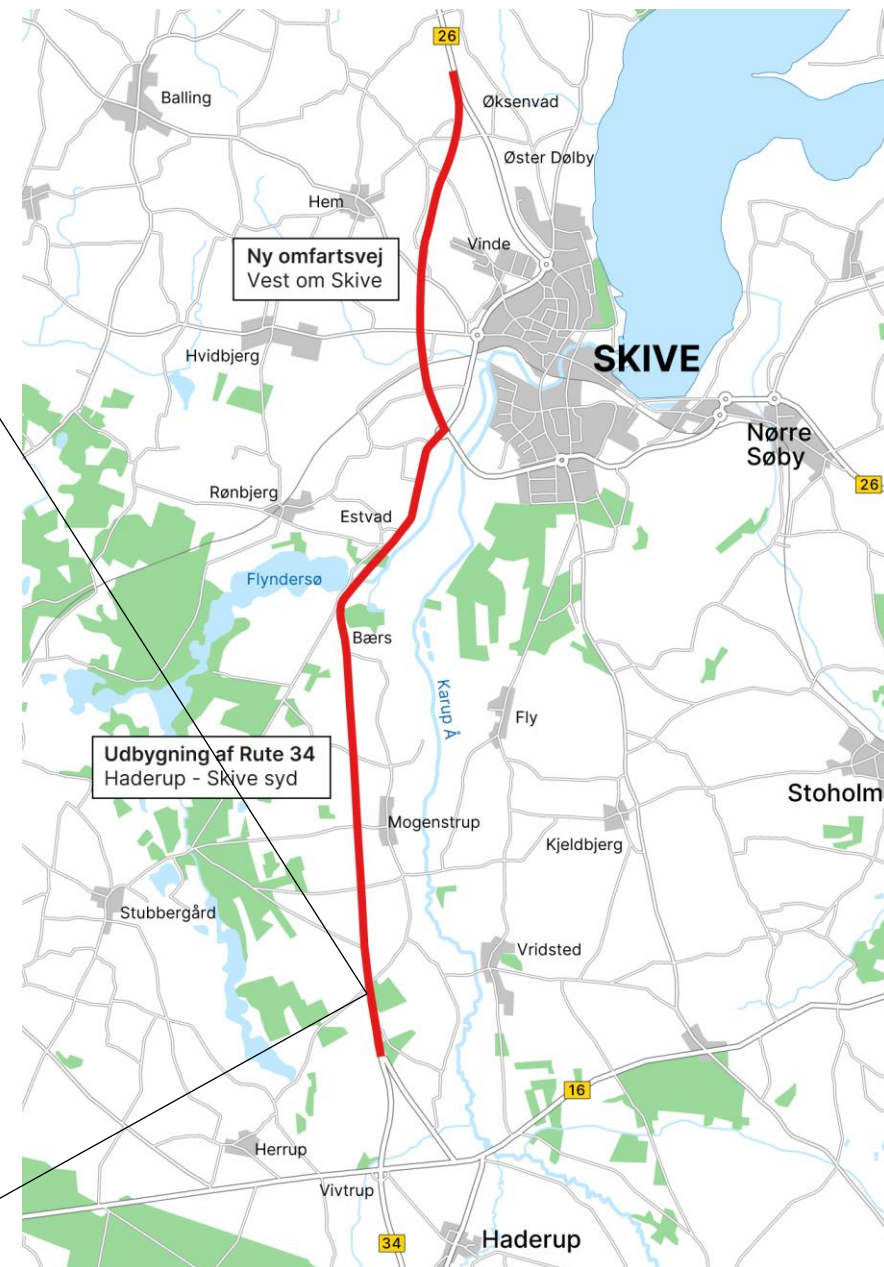 26
Balling
Øksenvad
Øster Dølby
Hem
Vinde
Ny omfartsvej
Vest om Skive
Hvidbjerg
SKIVE
Nørre
Søby
26
Rønbjerg
Estvad
Flyndersø
Bærs
Karup Å
Fly
Udbygning af Rute 34
Haderup - Skive syd
Stoholm
Mogenstrup
Kjeldbjerg
Stubbergård
Vridsted
16
Herrup
Vivtrup
34
Haderup